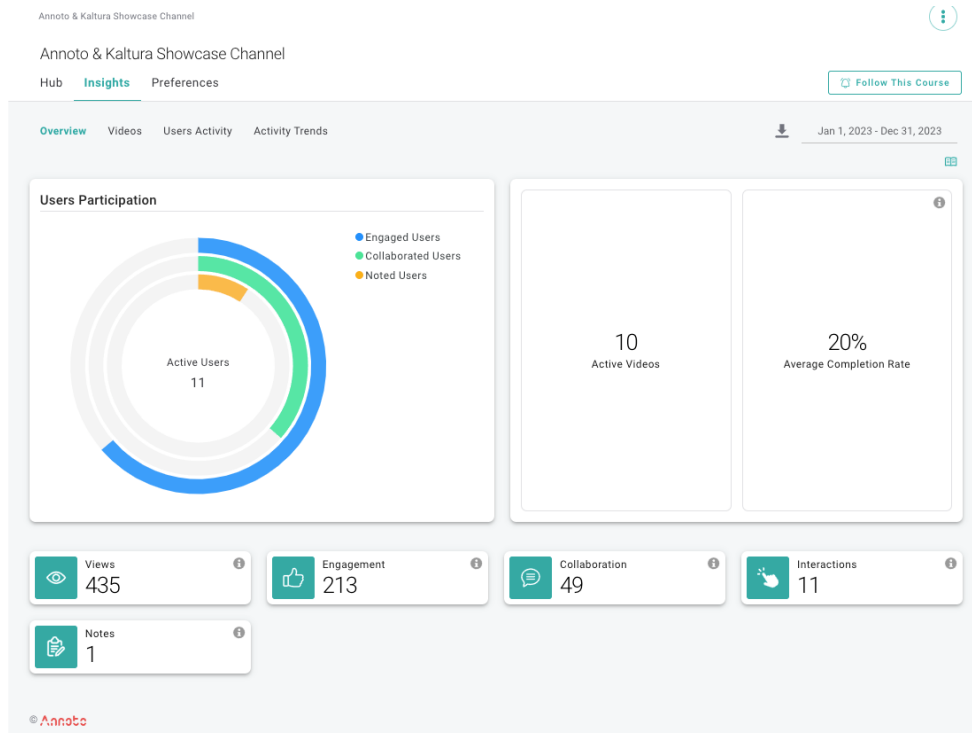 Annoto & Kaltura Showcase Channel
Annoto & Kaltura Showcase Channel
Hub Insights Preferences
Follow This Course
Overview Videos Users Activity Activity Trends
Jan 1, 2023 - Dec 31, 2023
Users Participation
Engaged Users
Collaborated Users
Noted Users
Active Users
11
10
Active Videos
20%
Average Completion Rate
Views
435
Engagement
213
Collaboration
49
Interactions
11
Notes
1
© Annoto